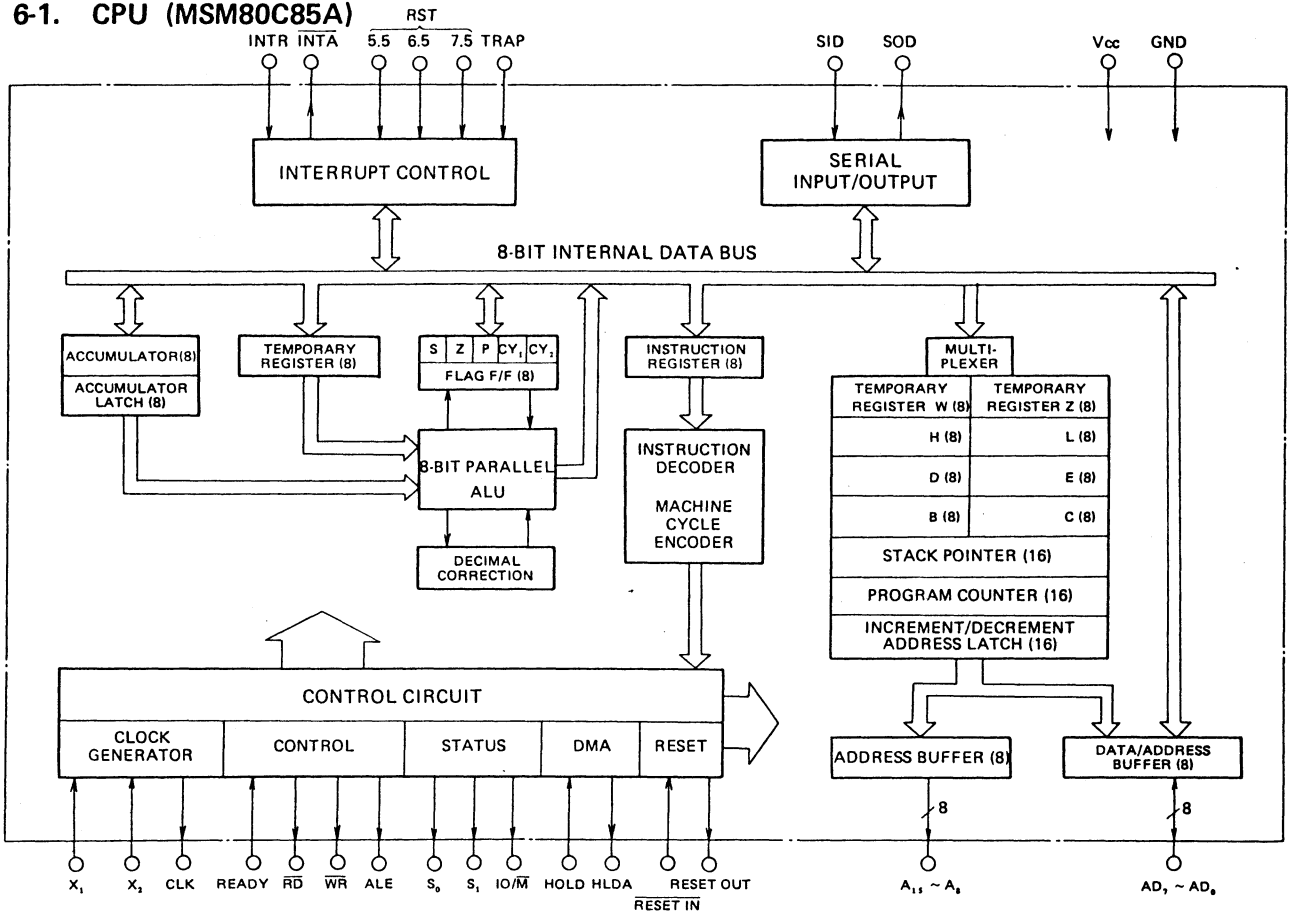 6-1. CPU (MSM80C85A)
RST
INTR INTA 5.5 6.5 7.5 TRAP
SID SOD
Vcc GND
INTERRUPT CONTROL
SERIAL
INPUT/OUTPUT
8-BIT INTERNAL DATA BUS
ACCUMULATOR(8)
ACCUMULATOR
LATCH (8)
TEMPORARY
REGISTER (8)
S Z P CY₁ CY₂
FLAG F/F (8)
8-BIT PARALLEL
ALU
DECIMAL
CORRECTION
INSTRUCTION
REGISTER (8)
INSTRUCTION
DECODER
MACHINE
CYCLE
ENCODER
MULTI-
PLEXER
TEMPORARY
REGISTER W (8)
TEMPORARY
REGISTER Z (8)
H (8) L (8)
D (8) E (8)
B (8) C (8)
STACK POINTER (16)
PROGRAM COUNTER (16)
INCREMENT/DECREMENT
ADDRESS LATCH (16)
CONTROL CIRCUIT
CLOCK
GENERATOR
CONTROL
STATUS
DMA
RESET
ADDRESS BUFFER (8)
DATA/ADDRESS
BUFFER (8)
8
8
X₁ X₂ CLK READY RD WR ALE S₀ S₁ IO/M HOLD HLDA RESET OUT
RESET IN
A₁₅ ~ A₈
AD₇ ~ AD₀